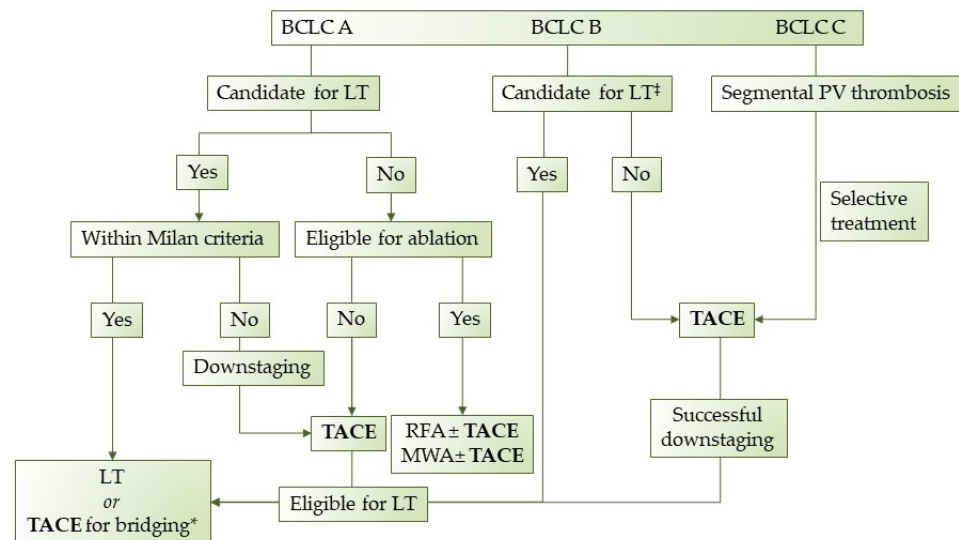 BCLC A BCLC B BCLC C
Candidate for LT
Candidate for LT‡
Segmental PV thrombosis
Yes
No
Yes
No
Selective
treatment
Within Milan criteria
Eligible for ablation
Yes
No
No
Yes
TACE
Downstaging
TACE
RFA ± TACE
MWA ± TACE
Successful
downstaging
LT
or
TACE for bridging*
Eligible for LT